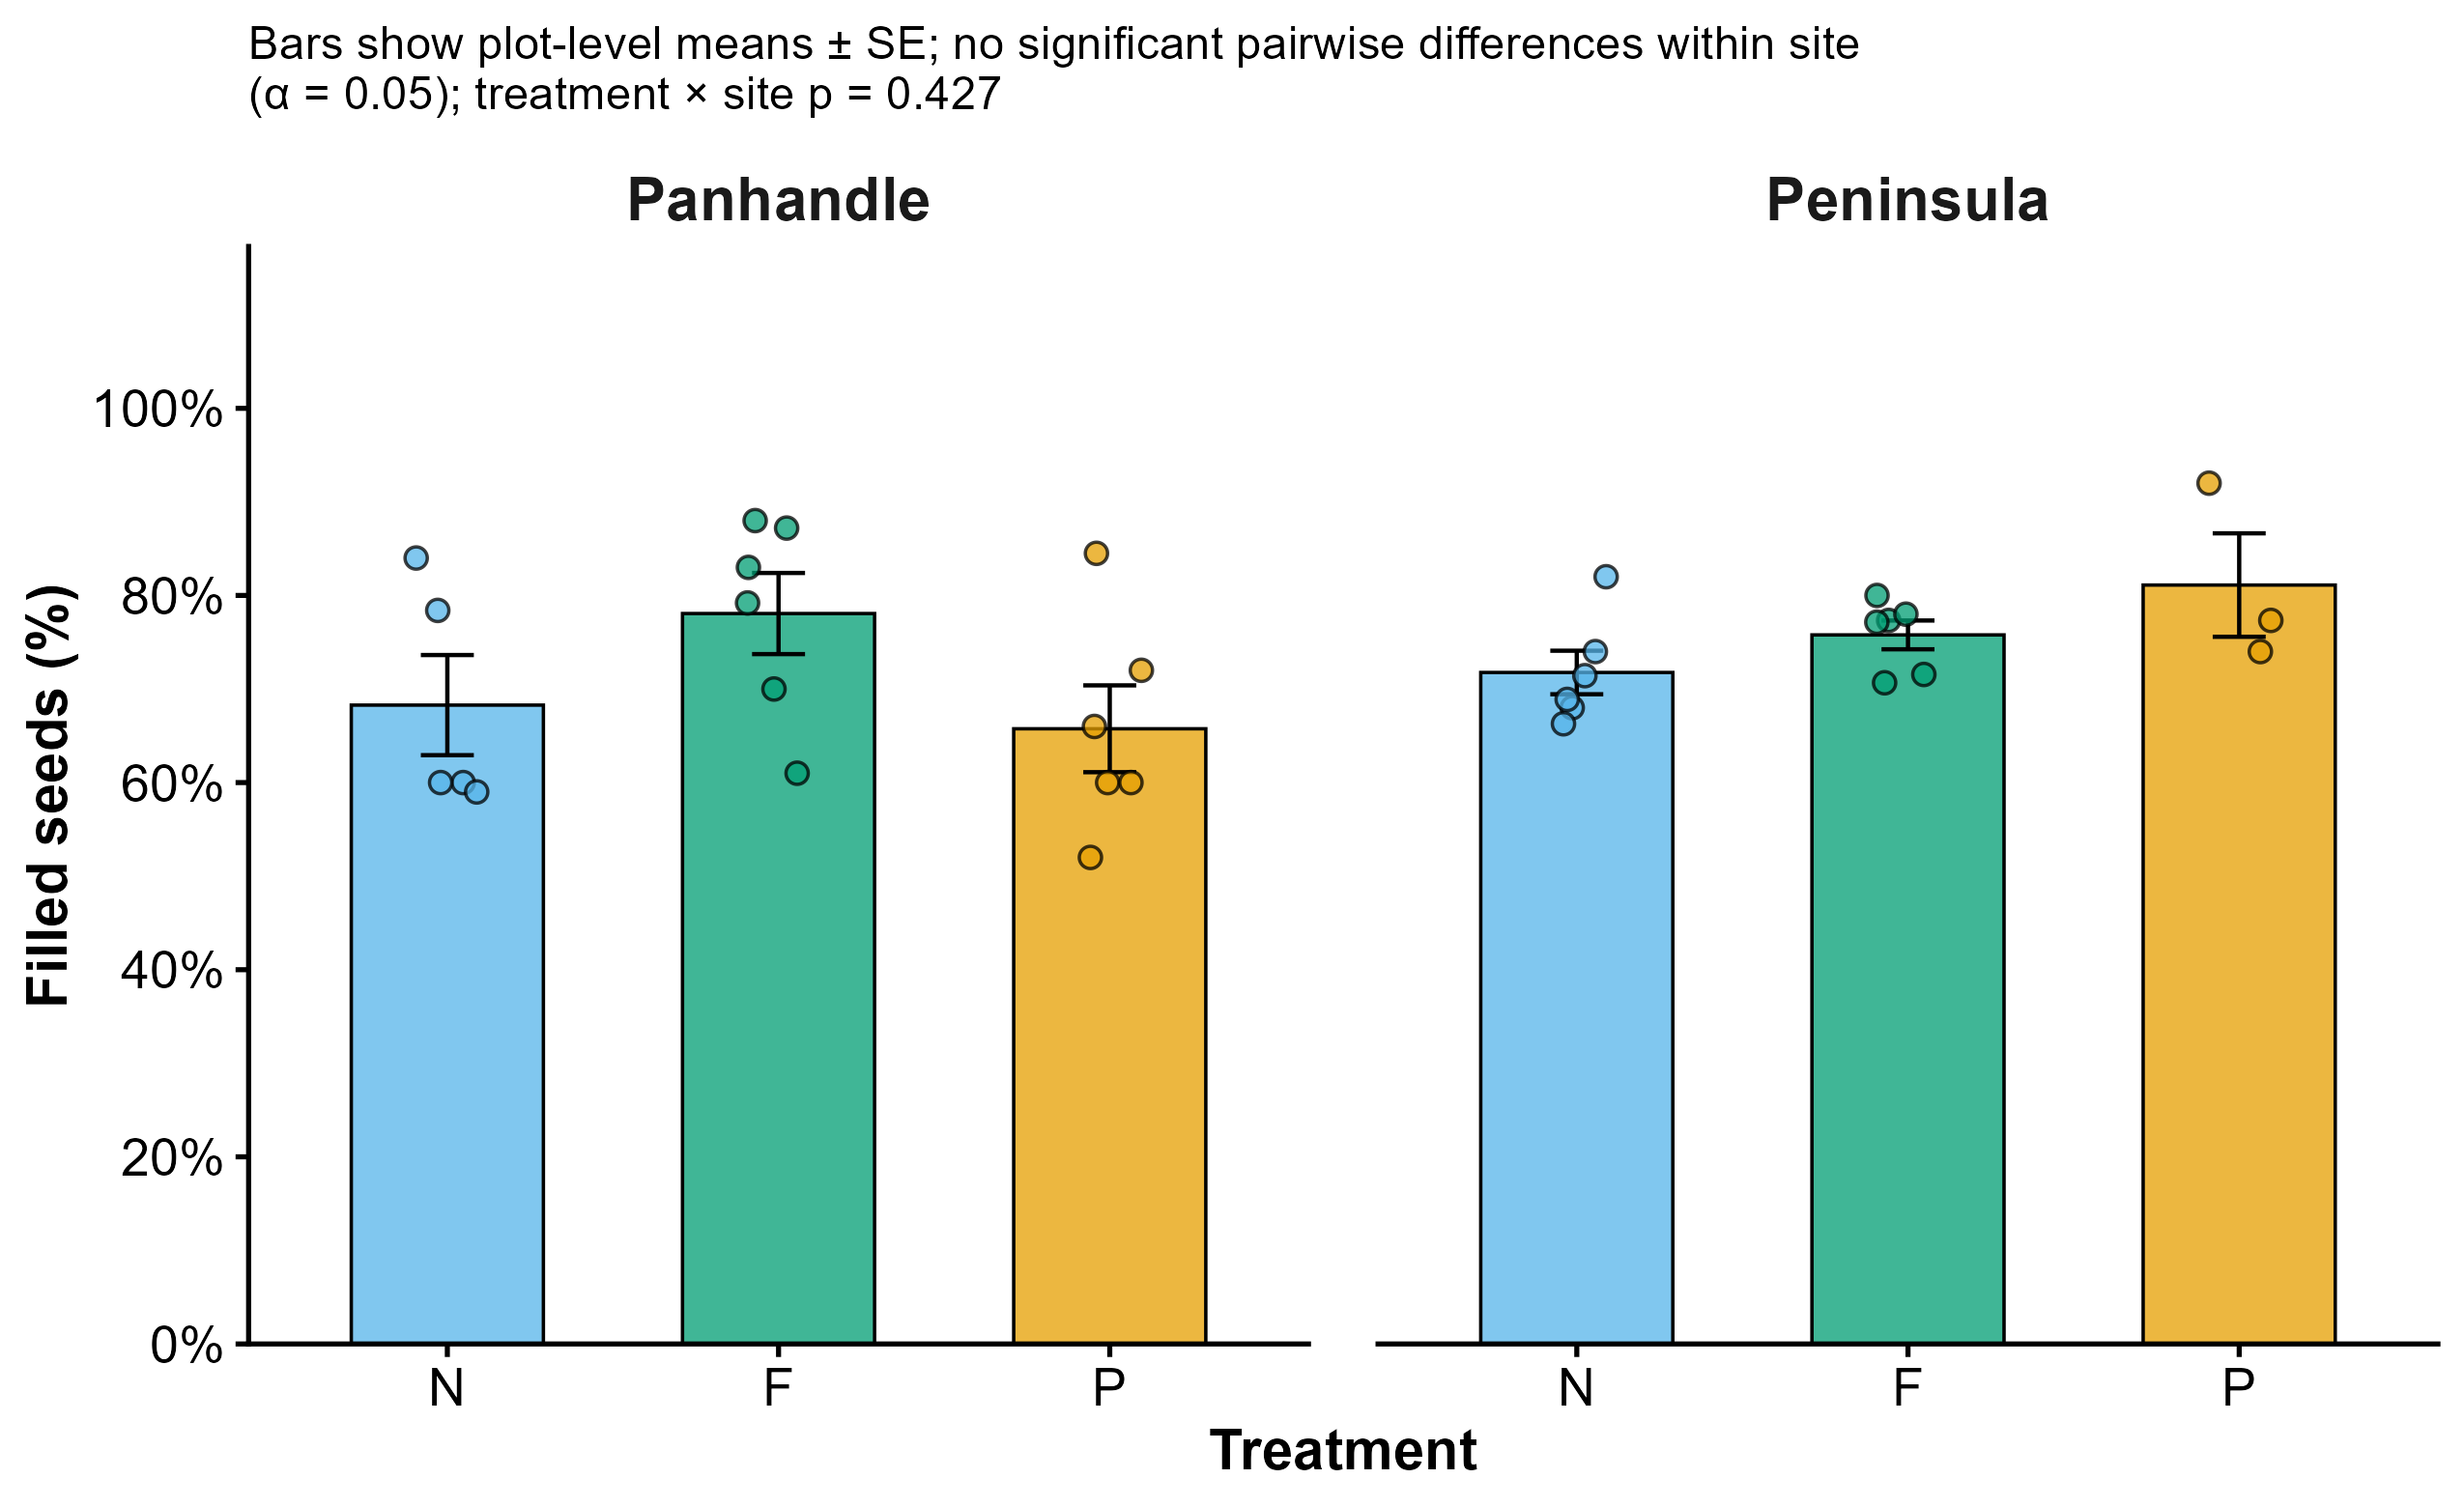 Bars show plot-level means ± SE; no significant pairwise differences within site
(α = 0.05); treatment × site p = 0.427
Panhandle
Peninsula
Filled seeds (%)
100%
80%
60%
40%
20%
0%
N
F
P
N
F
P
Treatment